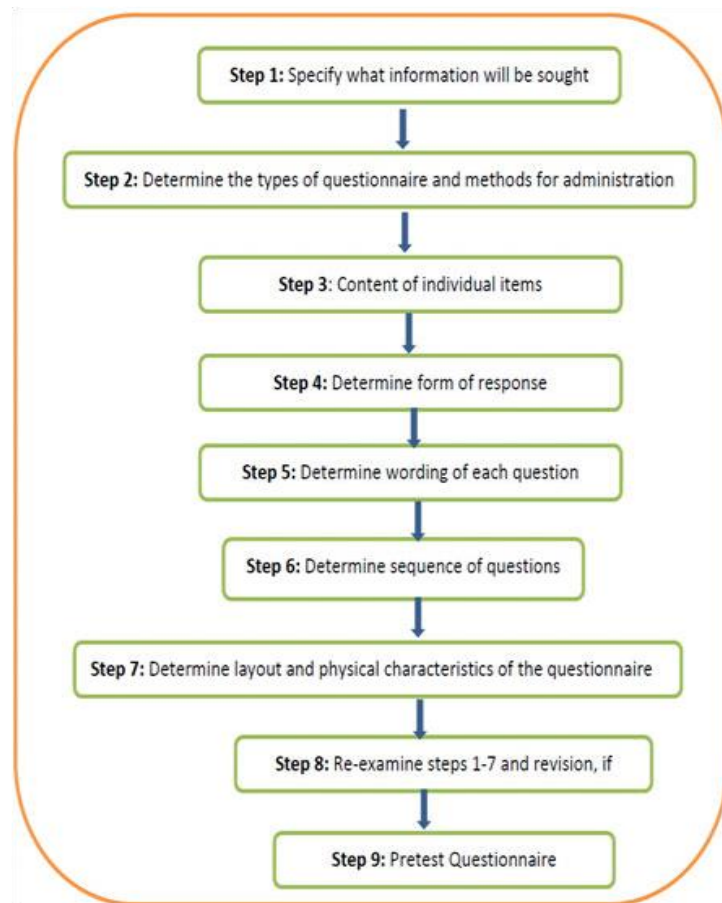 Step 1: Specify what information will be sought
Step 2: Determine the types of questionnaire and methods for administration
Step 3: Content of individual items
Step 4: Determine form of response
Step 5: Determine wording of each question
Step 6: Determine sequence of questions
Step 7: Determine layout and physical characteristics of the questionnaire
Step 8: Re-examine steps 1-7 and revision, if
Step 9: Pretest Questionnaire